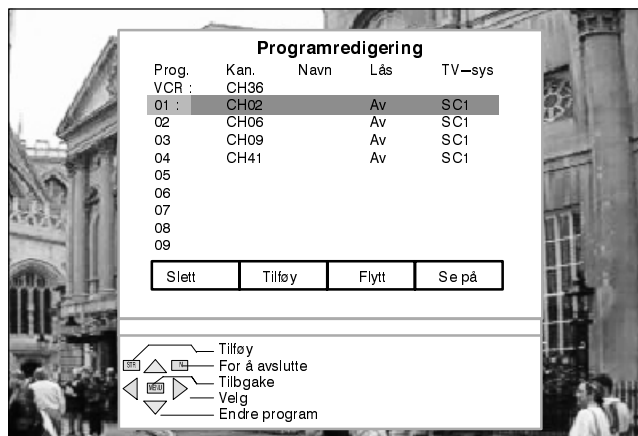 Programredigering
Prog. Kan. Navn Lås TV-sys
VCR : CH36
01 : CH02 Av SC1
02 CH06 Av SC1
03 CH09 Av SC1
04 CH41 Av SC1
05
06
07
08
09
Slett Tilføy Flytt Se på
Tilføy
STR N For å avslutte
Tilbgake
MENU Velg
Endre program